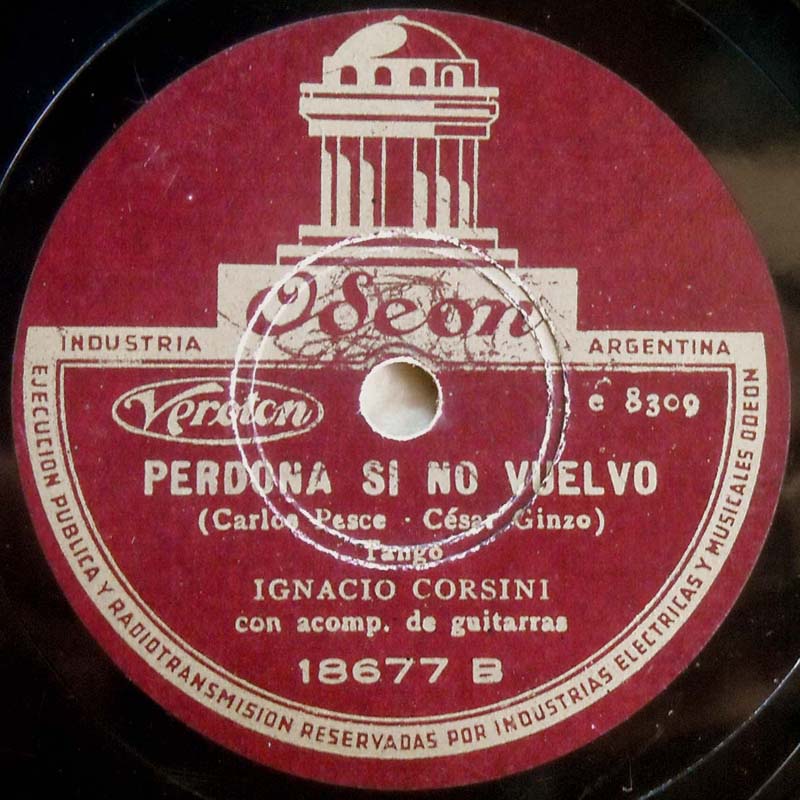 Odeon
INDUSTRIA ARGENTINA
Veroton
e 8309
PERDONA SI NO VUELVO
(Carlos Pesce · César Ginzo)
Tango
IGNACIO CORSINI
con acomp. de guitarras
18677 B
EJECUCION PUBLICA Y RADIOTRANSMISION RESERVADAS POR INDUSTRIAS ELECTRICAS Y MUSICALES ODEON